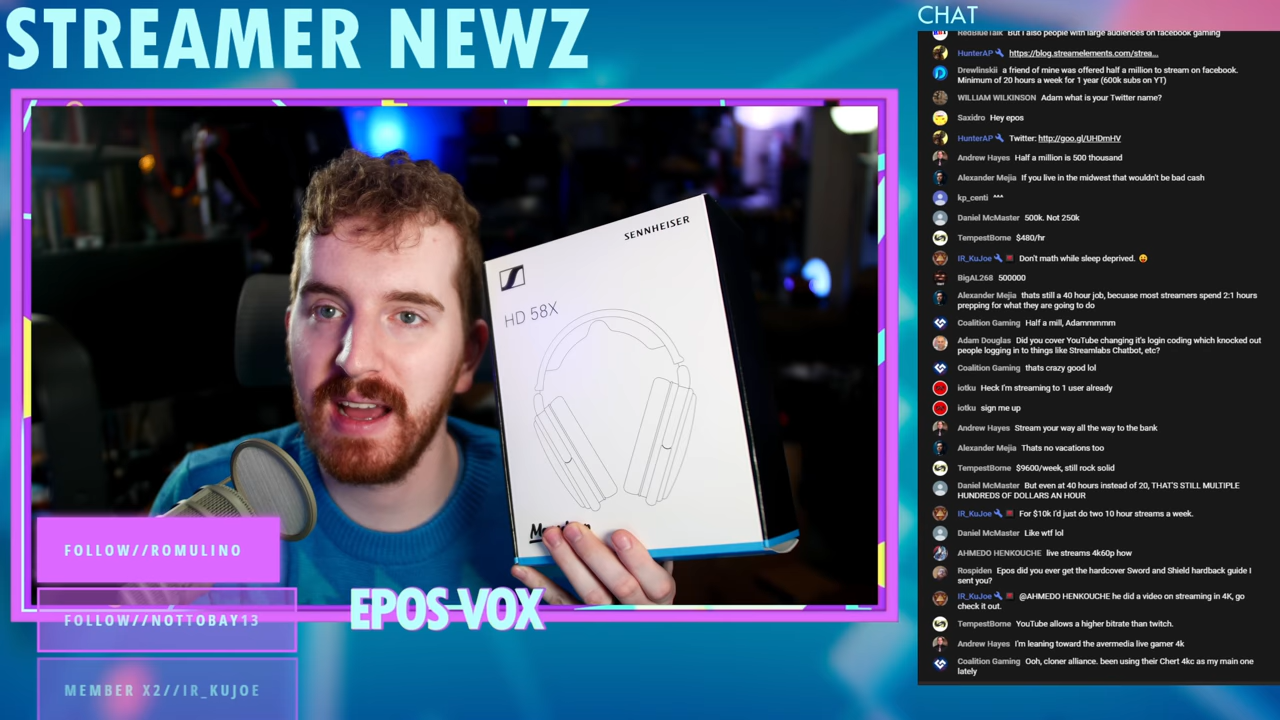 STREAMER NEWZ
SENNHEISER
HD 58X
FOLLOW//ROMULINO
FOLLOW//NOTTOBAY13
MEMBER X2//IR_KUJOE
EPOS VOX
CHAT
RedBlueTalk But I also people with large audiences on facebook gaming
HunterAP https://blog.streamelements.com/strea...
Drewlinskii a friend of mine was offered half a million to stream on facebook.
Minimum of 20 hours a week for 1 year (600k subs on YT)
WILLIAM WILKINSON Adam what is your Twitter name?
Saxidro Hey epos
HunterAP Twitter: http://goo.gl/UHDmHV
Andrew Hayes Half a million is 500 thousand
Alexander Mejia If you live in the midwest that wouldn't be bad cash
kp_centi ^^^
Daniel McMaster 500k. Not 250k
TempestBorne $480/hr
IR_KuJoe Don't math while sleep deprived. 😛
BigAL268 500000
Alexander Mejia thats still a 40 hour job, becuase most streamers spend 2:1 hours
prepping for what they are going to do
Coalition Gaming Half a mill, Adammmmmm
Adam Douglas Did you cover YouTube changing it's login coding which knocked out
people logging in to things like Streamlabs Chatbot, etc?
Coalition Gaming thats crazy good lol
iotku Heck I'm streaming to 1 user already
iotku sign me up
Andrew Hayes Stream your way all the way to the bank
Alexander Mejia Thats no vacations too
TempestBorne $9600/week, still rock solid
Daniel McMaster But even at 40 hours instead of 20, THAT'S STILL MULTIPLE
HUNDREDS OF DOLLARS AN HOUR
IR_KuJoe For $10k I'd just do two 10 hour streams a week.
Daniel McMaster Like wtf lol
AHMEDO HENKOUCHE live streams 4k60p how
Rospiden Epos did you ever get the hardcover Sword and Shield hardback guide I
sent you?
IR_KuJoe @AHMEDO HENKOUCHE he did a video on streaming in 4K, go
check it out.
TempestBorne YouTube allows a higher bitrate than twitch.
Andrew Hayes I'm leaning toward the avermedia live gamer 4k
Coalition Gaming Ooh, cloner alliance. been using their Chert 4kc as my main one
lately